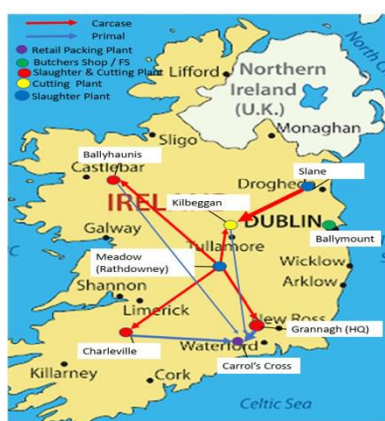 Carcase
Primal
Retail Packing Plant
Butchers Shop / FS
Slaughter & Cutting Plant
Cutting Plant
Slaughter Plant
North C
Lifford
Northern
Ireland
(U.K.)
Sligo
Monaghan
Ballyhaunis
Castlebar
Slane
Droghed
Kilbeggan
IREL
DUBLIN
Galway
Tullamore
Ballymount
Meadow
(Rathdowney)
Wicklow
Arklow
Shannon
Limerick
New Ross
Grannagh (HQ)
Charleville
Waterford
Killarney
Cork
Carrol's Cross
Celtic Sea